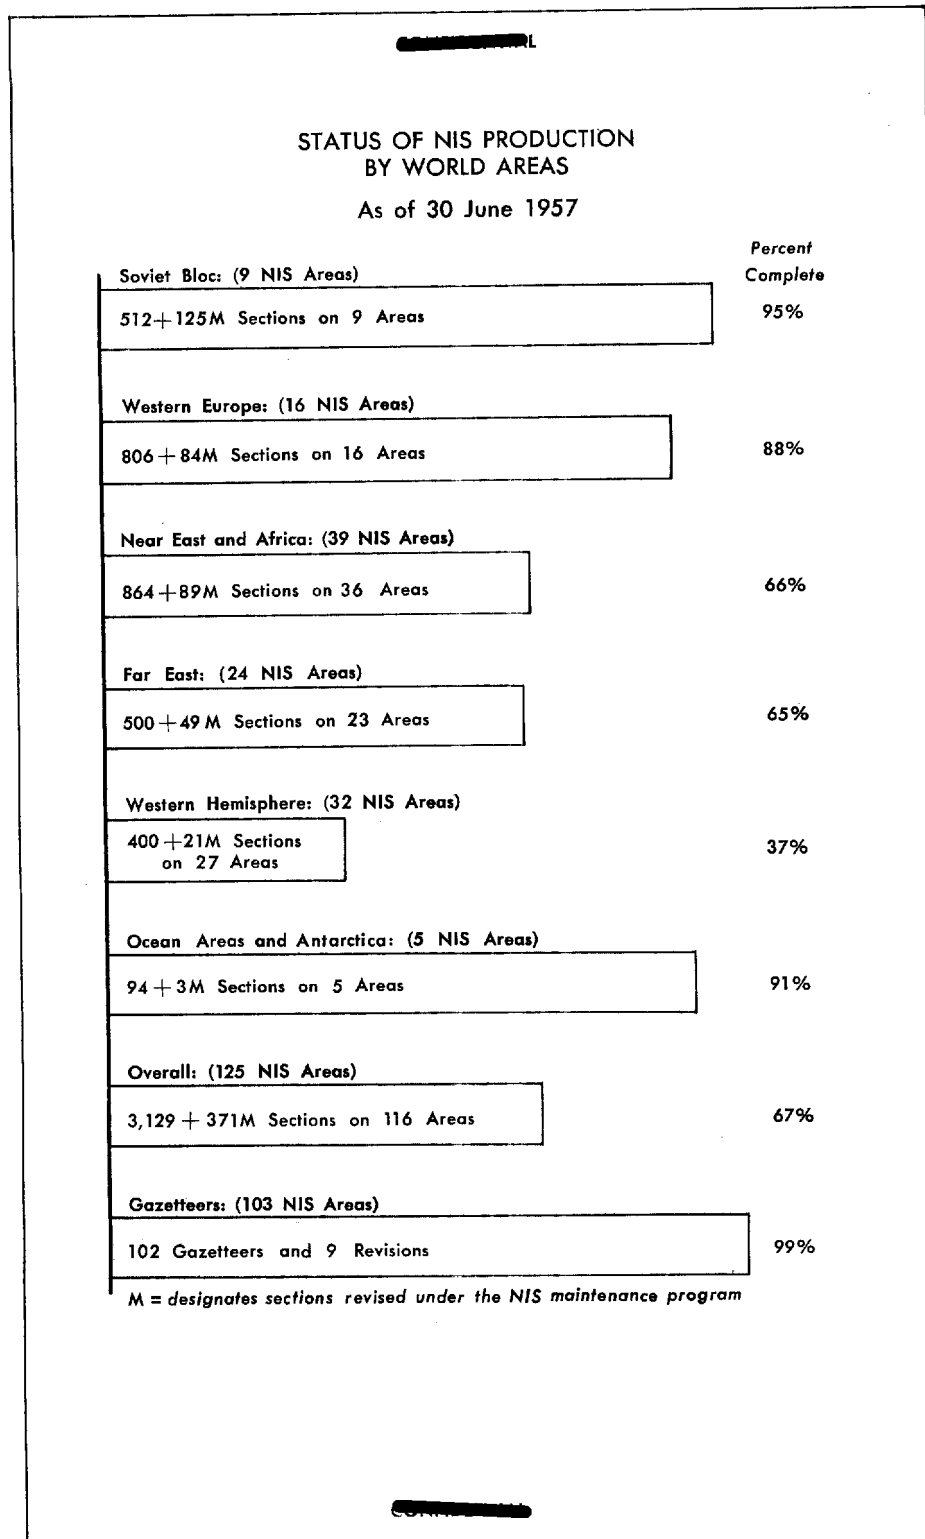 STATUS OF NIS PRODUCTION
BY WORLD AREAS
As of 30 June 1957
Percent
Complete
Soviet Bloc: (9 NIS Areas)
512+125M Sections on 9 Areas 95%
Western Europe: (16 NIS Areas)
806+84M Sections on 16 Areas 88%
Near East and Africa: (39 NIS Areas)
864+89M Sections on 36 Areas 66%
Far East: (24 NIS Areas)
500+49M Sections on 23 Areas 65%
Western Hemisphere: (32 NIS Areas)
400+21M Sections
on 27 Areas 37%
Ocean Areas and Antarctica: (5 NIS Areas)
94+3M Sections on 5 Areas 91%
Overall: (125 NIS Areas)
3,129 + 371M Sections on 116 Areas 67%
Gazetteers: (103 NIS Areas)
102 Gazetteers and 9 Revisions 99%
M = designates sections revised under the NIS maintenance program